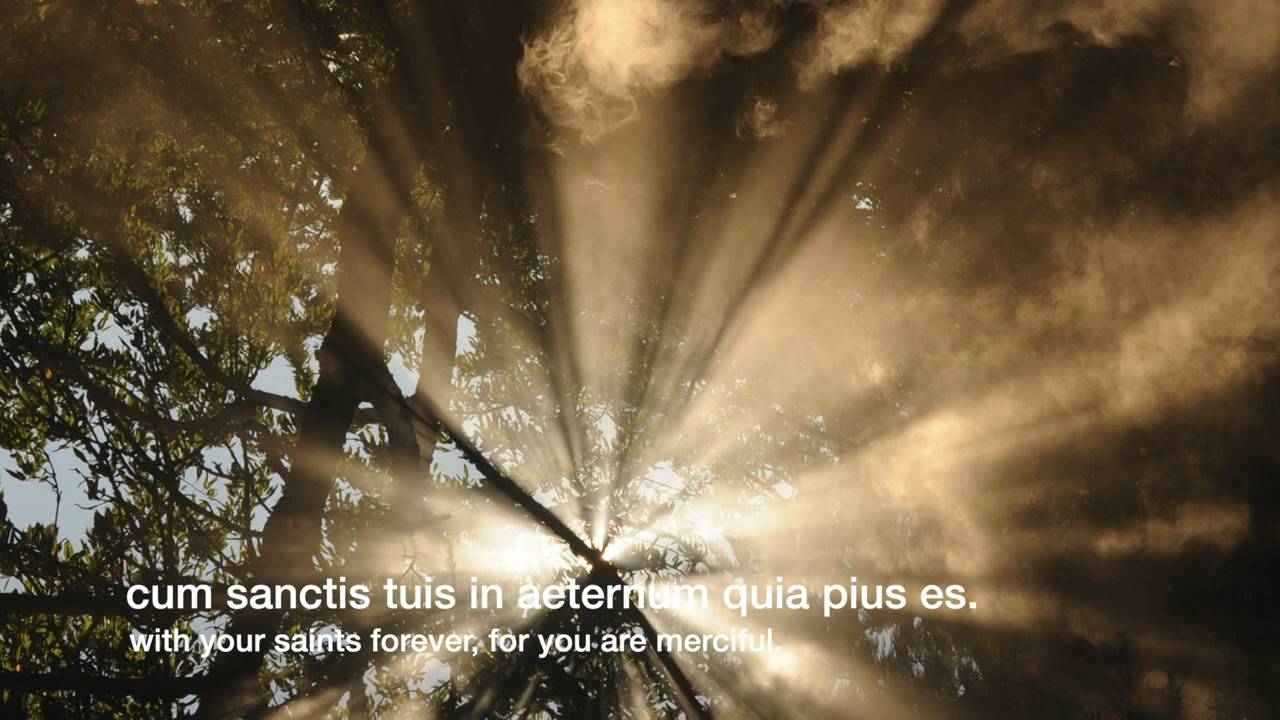 cum sanctis tuis in aeternum quia pius es.
with your saints forever, for you are merciful.